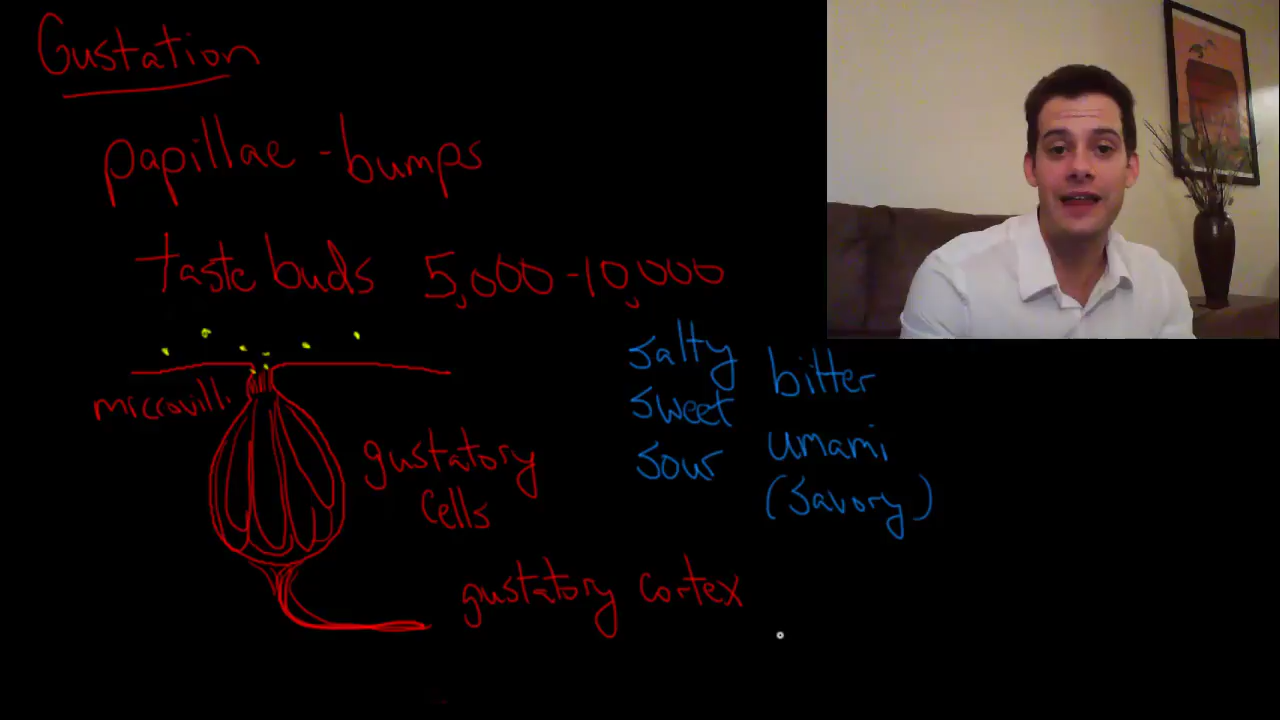 Gustation
papillae - bumps
taste buds 5,000 - 10,000
microvilli
gustatory
cells
salty
sweet
sour
bitter
umami
(savory)
gustatory cortex